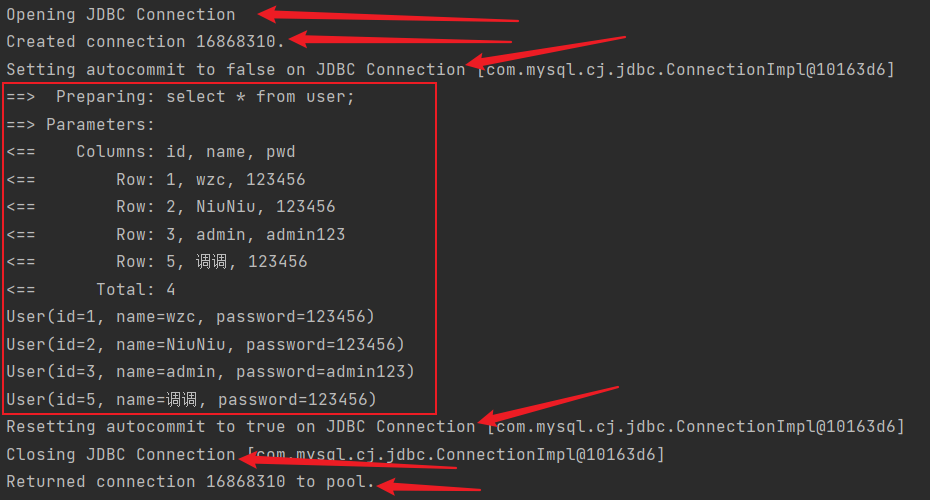 Opening JDBC Connection
Created connection 16868310.
Setting autocommit to false on JDBC Connection [com.mysql.cj.jdbc.ConnectionImpl@10163d6]
==>  Preparing: select * from user;
==> Parameters:
<==    Columns: id, name, pwd
<==        Row: 1, wzc, 123456
<==        Row: 2, NiuNiu, 123456
<==        Row: 3, admin, admin123
<==        Row: 5, 调调, 123456
<==      Total: 4
User(id=1, name=wzc, password=123456)
User(id=2, name=NiuNiu, password=123456)
User(id=3, name=admin, password=admin123)
User(id=5, name=调调, password=123456)
Resetting autocommit to true on JDBC Connection [com.mysql.cj.jdbc.ConnectionImpl@10163d6]
Closing JDBC Connection [com.mysql.cj.jdbc.ConnectionImpl@10163d6]
Returned connection 16868310 to pool.